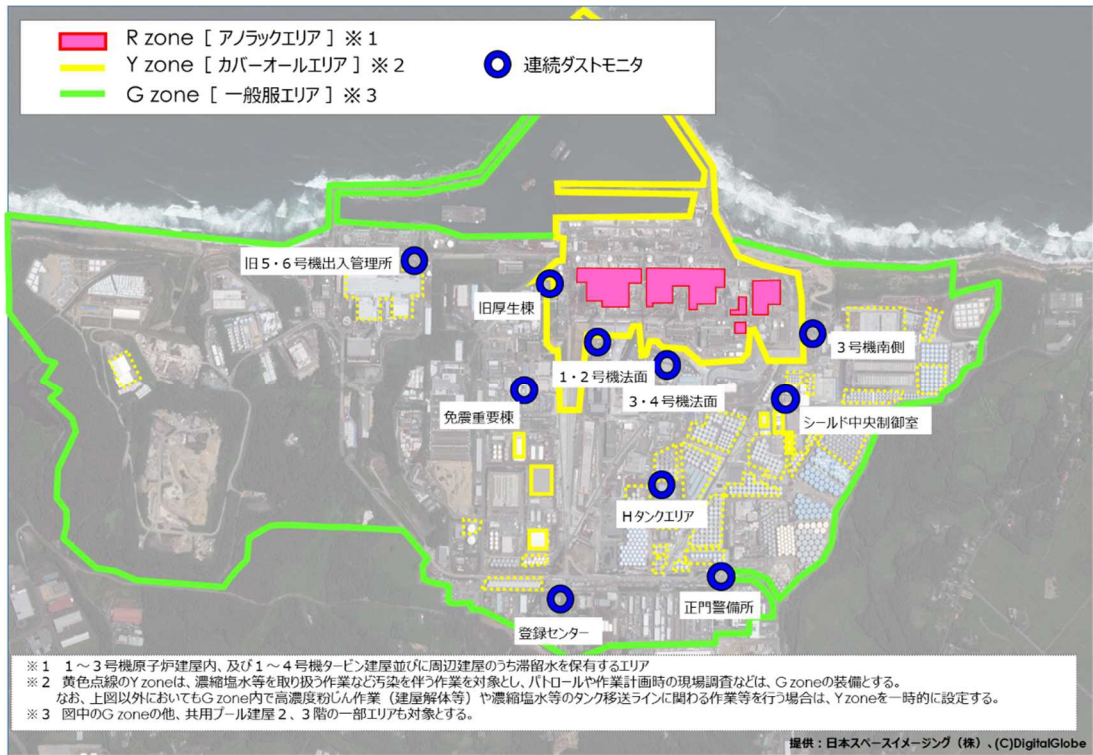 R zone [ アノラックエリア ] ※1
Y zone [ カバーオールエリア ] ※2
G zone [ 一般服エリア ] ※3
連続ダストモニタ
旧5・6号機出入管理所
旧厚生棟
3号機南側
1・2号機法面
3・4号機法面
免震重要棟
シールド中央制御室
Hタンクエリア
正門警備所
登録センター
※1 1～3号機原子炉建屋内、及び1～4号機タービン建屋並びに周辺建屋のうち滞留水を保有するエリア
※2 黄色点線のY zoneは、濃縮塩水等を取り扱う作業など汚染を伴う作業を対象とし、パトロールや作業計画時の現場調査などは、G zoneの装備とする。
なお、上図以外においてもG zone内で高濃度粉じん作業（建屋解体等）や濃縮塩水等のタンク移送ラインに関わる作業等を行う場合は、Y zoneを一時的に設定する。
※3 図中のG zoneの他、共用プール建屋2、3階の一部エリアも対象とする。
提供：日本スペースイメージング（株）、(C)DigitalGlobe